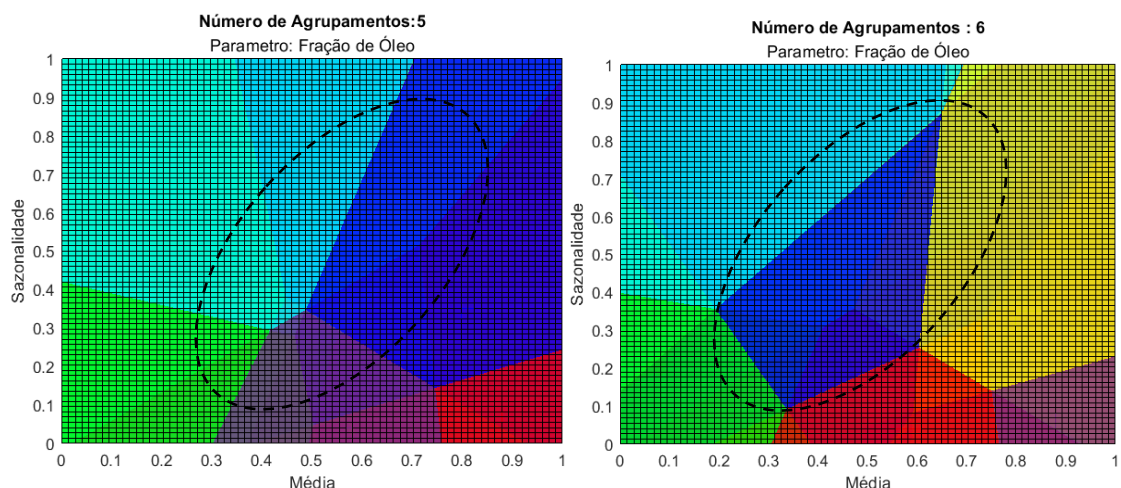 Número de Agrupamentos:5
Parametro: Fração de Óleo
1
0.9
0.8
0.7
0.6
0.5
0.4
0.3
0.2
0.1
0
Sazonalidade
0 0.1 0.2 0.3 0.4 0.5 0.6 0.7 0.8 0.9 1
Média
Número de Agrupamentos : 6
Parametro: Fração de Óleo
1
0.9
0.8
0.7
0.6
0.5
0.4
0.3
0.2
0.1
0
Sazonalidade
0 0.1 0.2 0.3 0.4 0.5 0.6 0.7 0.8 0.9 1
Média